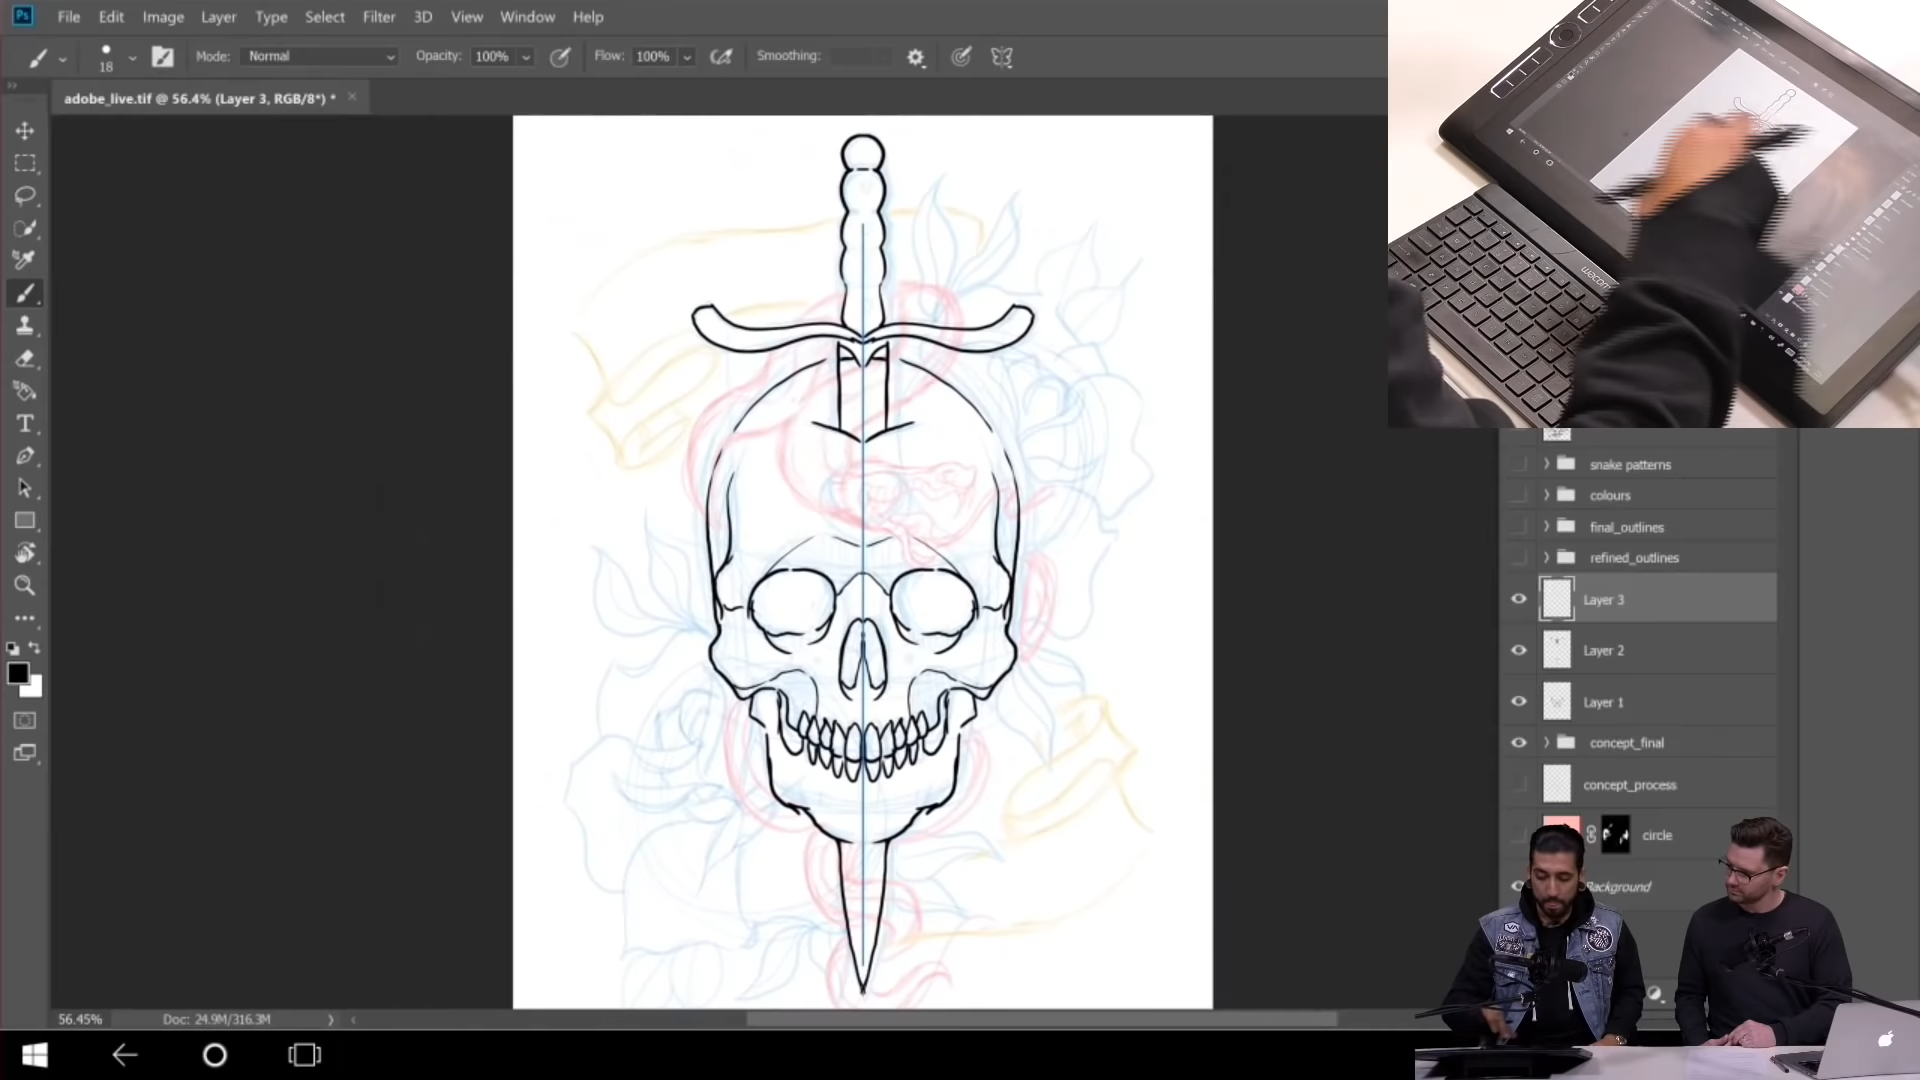 Ps File Edit Image Layer Type Select Filter 3D View Window Help
18 Mode: Normal Opacity: 100% Flow: 100% Smoothing:
adobe_live.tif @ 56.4% (Layer 3, RGB/8*) *
wacom
snake patterns
colours
final_outlines
refined_outlines
Layer 3
Layer 2
Layer 1
concept_final
concept_process
circle
Background
56.45% Doc: 24.9M/316.3M